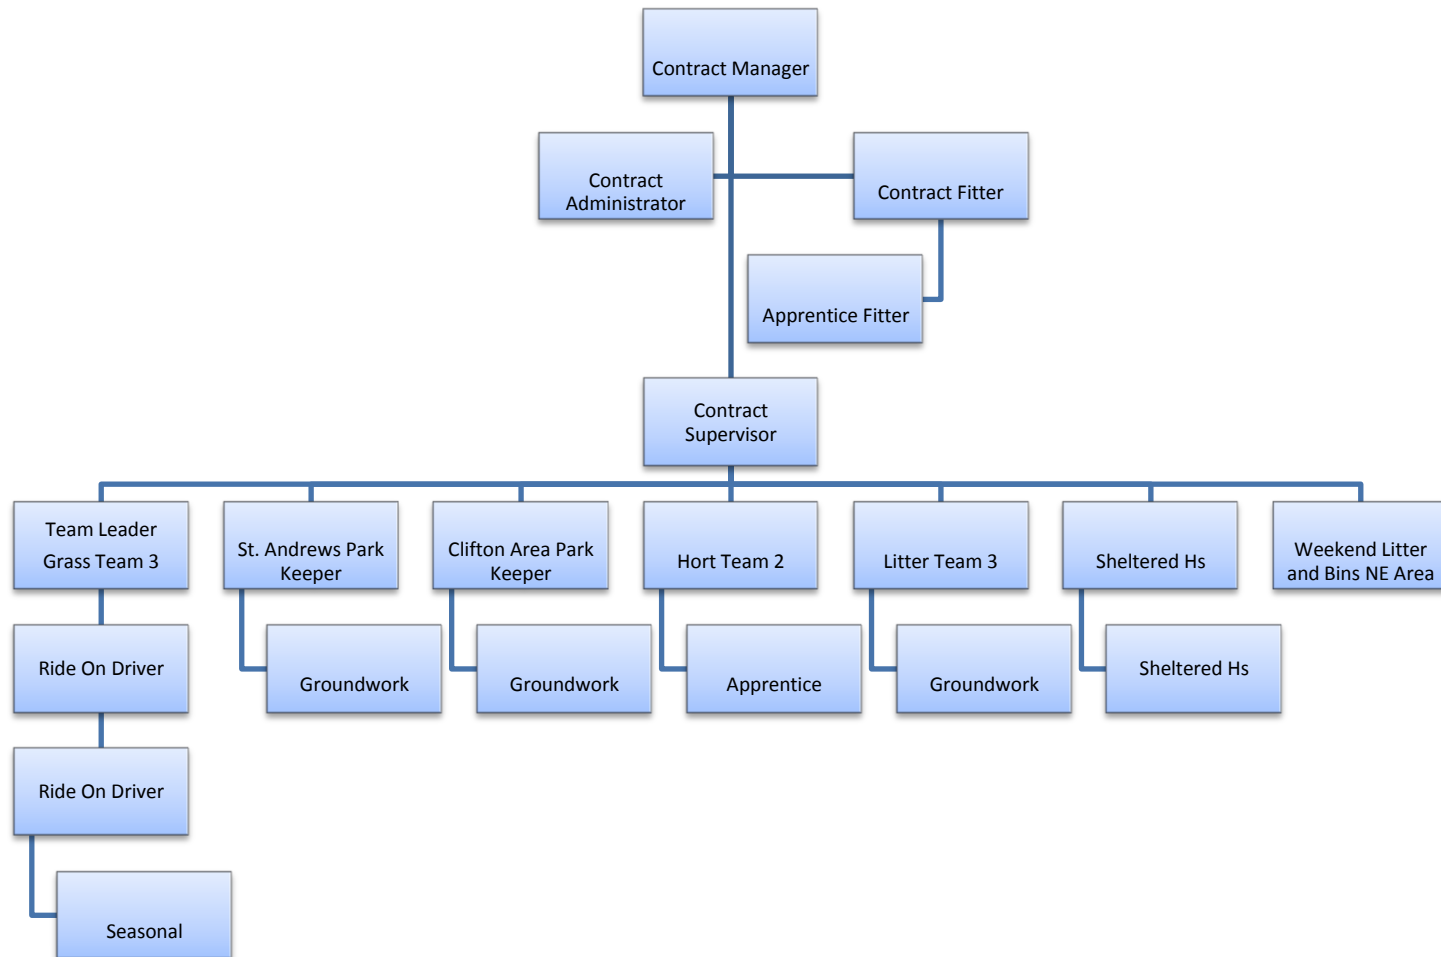 Contract Manager
Contract
Administrator
Contract Fitter
Apprentice Fitter
Contract
Supervisor
Team Leader
Grass Team 3
St. Andrews Park
Keeper
Clifton Area Park
Keeper
Hort Team 2
Litter Team 3
Sheltered Hs
Weekend Litter
and Bins NE Area
Ride On Driver
Groundwork
Groundwork
Apprentice
Groundwork
Sheltered Hs
Ride On Driver
Seasonal